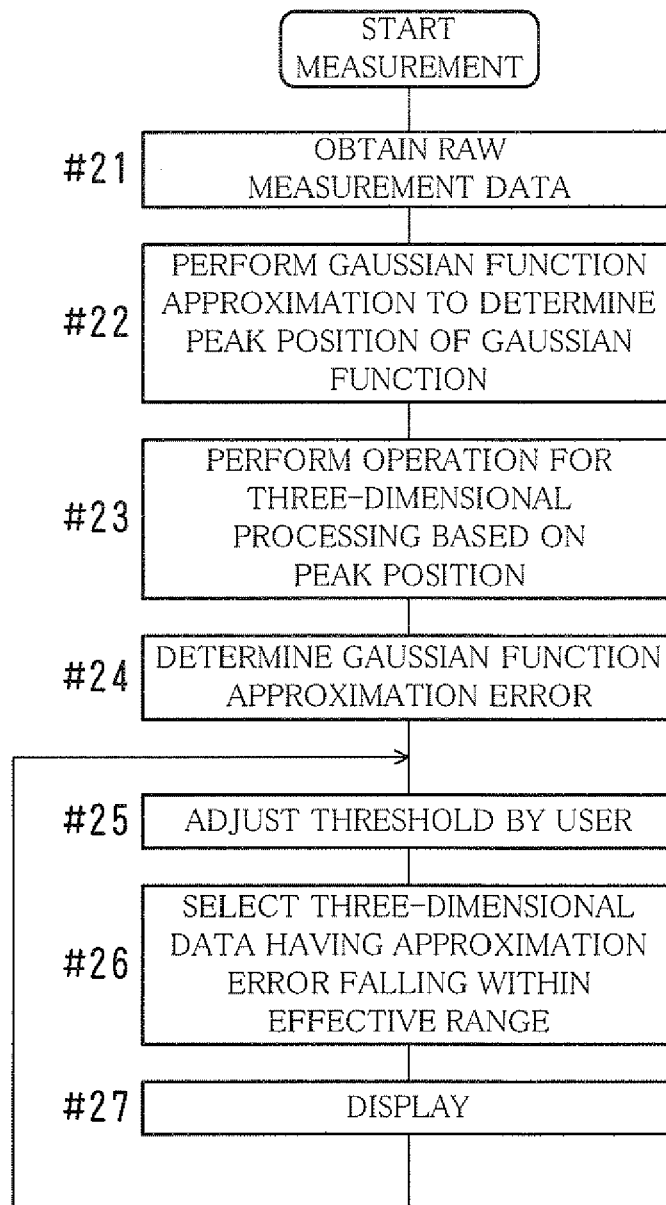 START
MEASUREMENT
#21
OBTAIN RAW
MEASUREMENT DATA
#22
PERFORM GAUSSIAN FUNCTION
APPROXIMATION TO DETERMINE
PEAK POSITION OF GAUSSIAN
FUNCTION
#23
PERFORM OPERATION FOR
THREE-DIMENSIONAL
PROCESSING BASED ON
PEAK POSITION
#24
DETERMINE GAUSSIAN FUNCTION
APPROXIMATION ERROR
#25
ADJUST THRESHOLD BY USER
#26
SELECT THREE-DIMENSIONAL
DATA HAVING APPROXIMATION
ERROR FALLING WITHIN
EFFECTIVE RANGE
#27
DISPLAY